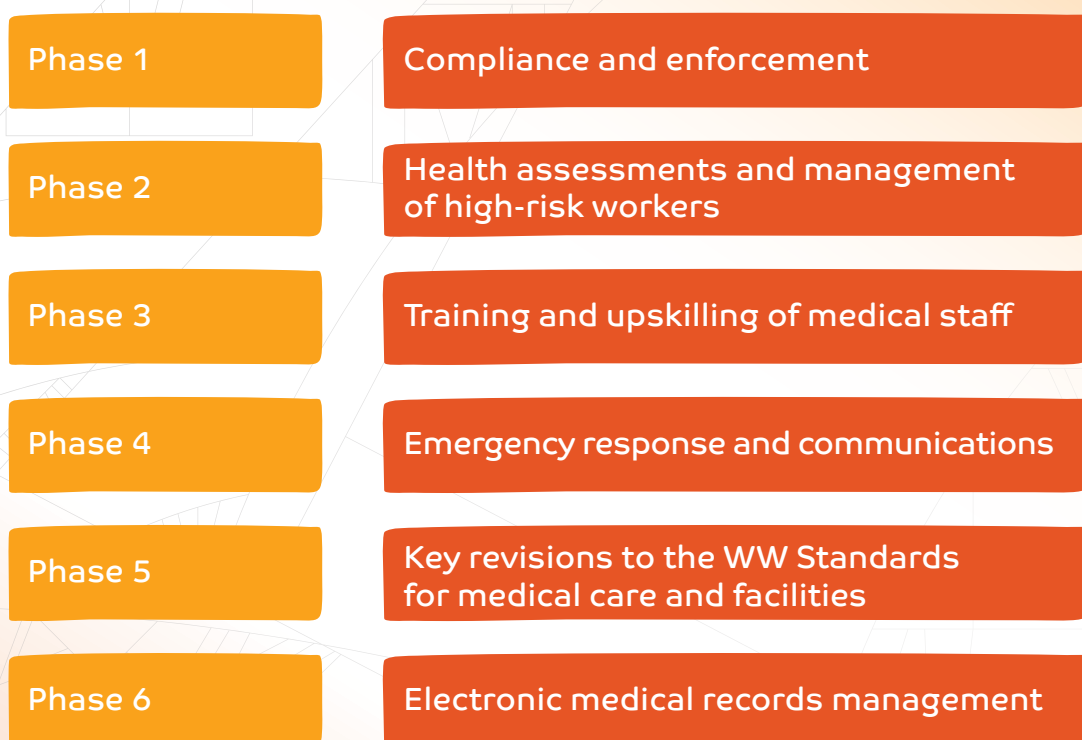 Phase 1
Compliance and enforcement
Phase 2
Health assessments and management
of high-risk workers
Phase 3
Training and upskilling of medical staff
Phase 4
Emergency response and communications
Phase 5
Key revisions to the WW Standards
for medical care and facilities
Phase 6
Electronic medical records management